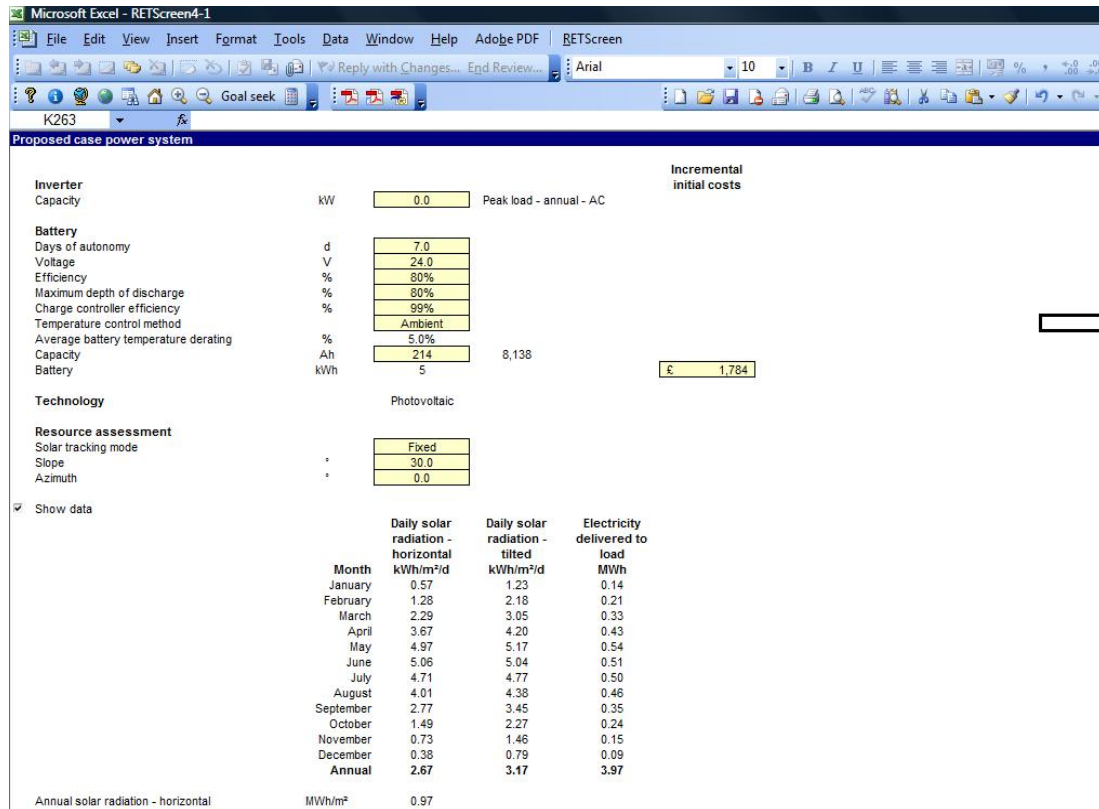 Microsoft Excel - RETScreen4-1
File Edit View Insert Format Tools Data Window Help Adobe PDF RETScreen
Reply with Changes... End Review... Arial 10 B I U %
Goal seek
K263 fx
Proposed case power system
Incremental
initial costs
Inverter
Capacity kW 0.0 Peak load - annual - AC
Battery
Days of autonomy d 7.0
Voltage V 24.0
Efficiency % 80%
Maximum depth of discharge % 80%
Charge controller efficiency % 99%
Temperature control method Ambient
Average battery temperature derating % 5.0%
Capacity Ah 214 8,138
Battery kWh 5 £ 1,784
Technology Photovoltaic
Resource assessment
Solar tracking mode Fixed
Slope ° 30.0
Azimuth ° 0.0
Show data
Daily solar Daily solar Electricity
radiation - radiation - delivered to
horizontal tilted load
Month kWh/m²/d kWh/m²/d MWh
January 0.57 1.23 0.14
February 1.28 2.18 0.21
March 2.29 3.05 0.33
April 3.67 4.20 0.43
May 4.97 5.17 0.54
June 5.06 5.04 0.51
July 4.71 4.77 0.50
August 4.01 4.38 0.46
September 2.77 3.45 0.35
October 1.49 2.27 0.24
November 0.73 1.46 0.15
December 0.38 0.79 0.09
Annual 2.67 3.17 3.97
Annual solar radiation - horizontal MWh/m² 0.97